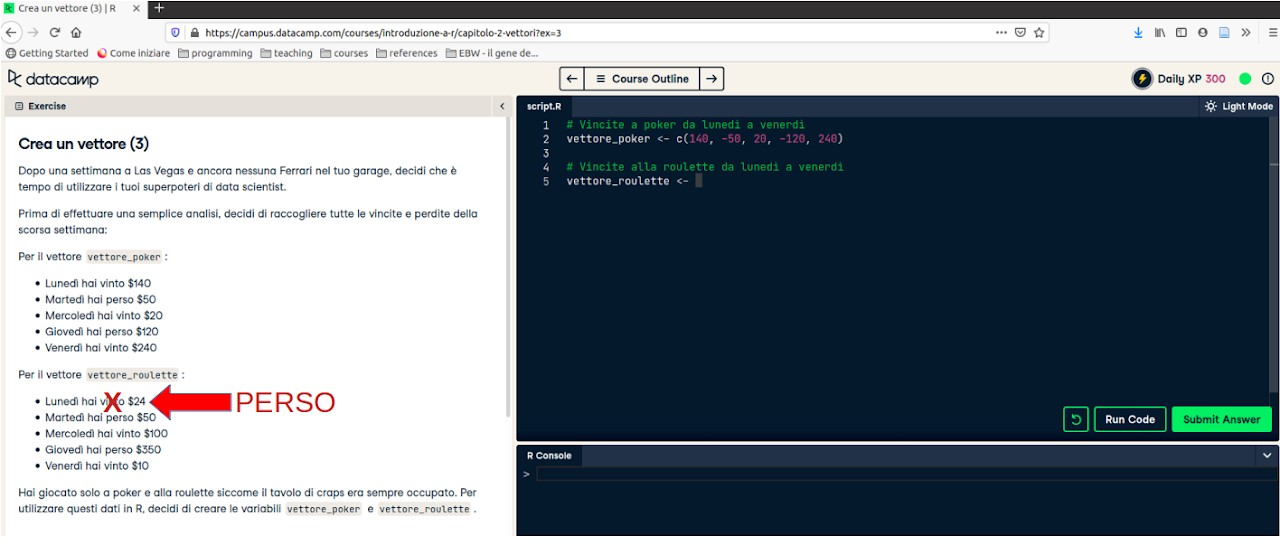 Crea un vettore (3) | R
https://campus.datacamp.com/courses/introduzione-a-r/capitolo-2-vettori?ex=3
Getting Started Come iniziare programming teaching courses references EBW - il gene de...
datacamp
Course Outline
Daily XP 300
Exercise
Crea un vettore (3)
Dopo una settimana a Las Vegas e ancora nessuna Ferrari nel tuo garage, decidi che è
tempo di utilizzare i tuoi superpoteri di data scientist.
Prima di effettuare una semplice analisi, decidi di raccogliere tutte le vincite e perdite della
scorsa settimana:
Per il vettore vettore_poker :
• Lunedì hai vinto $140
• Martedì hai perso $50
• Mercoledì hai vinto $20
• Giovedì hai perso $120
• Venerdì hai vinto $240
Per il vettore vettore_roulette :
• Lunedì hai vinto $24
X
PERSO
• Martedì hai perso $50
• Mercoledì hai vinto $100
• Giovedì hai perso $350
• Venerdì hai vinto $10
Hai giocato solo a poker e alla roulette siccome il tavolo di craps era sempre occupato. Per
utilizzare questi dati in R, decidi di creare le variabili vettore_poker e vettore_roulette .
script.R
Light Mode
1 # Vincite a poker da lunedì a venerdì
2 vettore_poker <- c(140, -50, 20, -120, 240)
3
4 # Vincite alla roulette da lunedì a venerdì
5 vettore_roulette <-
Run Code
Submit Answer
R Console
>